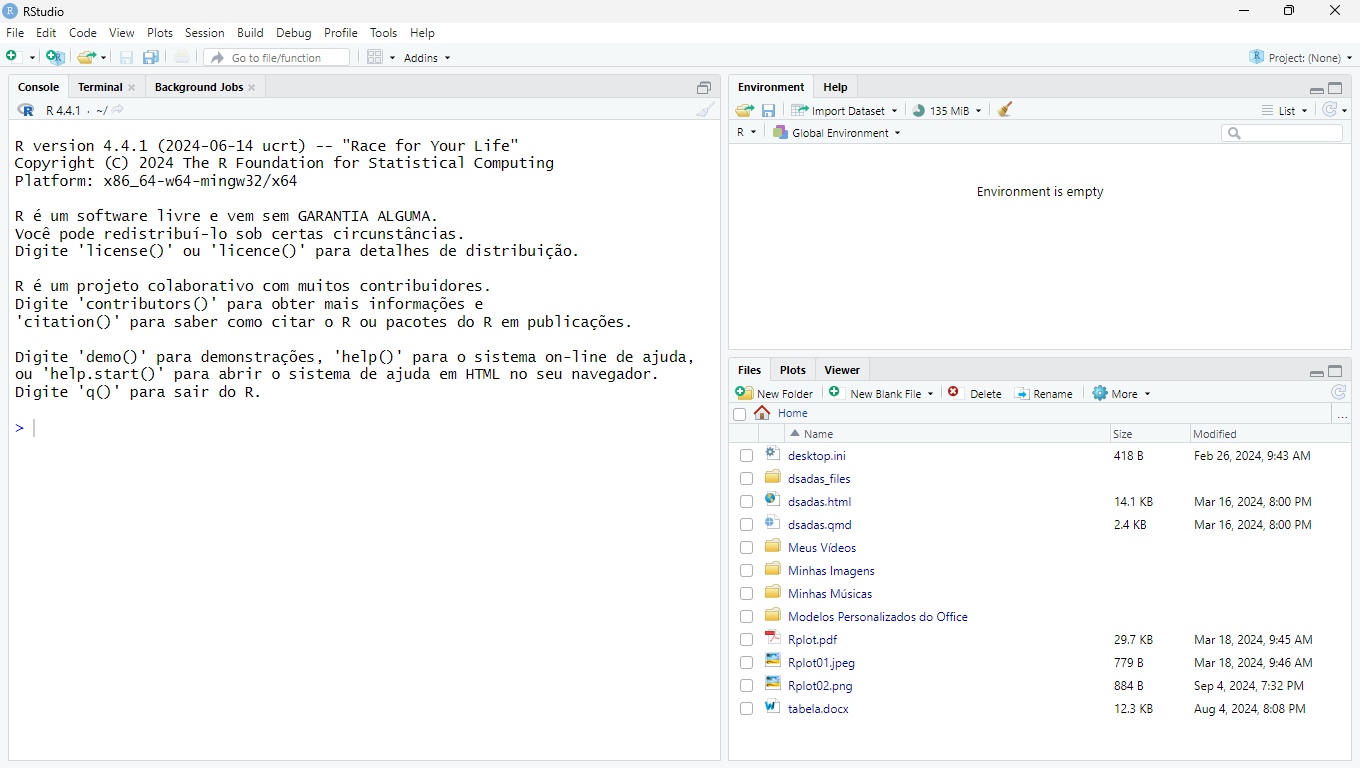 RStudio
File Edit Code View Plots Session Build Debug Profile Tools Help
Go to file/function Addins Project: (None)
Console Terminal Background Jobs
R 4.4.1 · ~/
R version 4.4.1 (2024-06-14 ucrt) -- "Race for Your Life"
Copyright (C) 2024 The R Foundation for Statistical Computing
Platform: x86_64-w64-mingw32/x64
R é um software livre e vem sem GARANTIA ALGUMA.
Você pode redistribuí-lo sob certas circunstâncias.
Digite 'license()' ou 'licence()' para detalhes de distribuição.
R é um projeto colaborativo com muitos contribuidores.
Digite 'contributors()' para obter mais informações e
'citation()' para saber como citar o R ou pacotes do R em publicações.
Digite 'demo()' para demonstrações, 'help()' para o sistema on-line de ajuda,
ou 'help.start()' para abrir o sistema de ajuda em HTML no seu navegador.
Digite 'q()' para sair do R.
>
Environment Help
Import Dataset 135 MiB List
R Global Environment
Environment is empty
Files Plots Viewer
New Folder New Blank File Delete Rename More
Home ...
Name Size Modified
desktop.ini 418 B Feb 26, 2024, 9:43 AM
dsadas_files
dsadas.html 14.1 KB Mar 16, 2024, 8:00 PM
dsadas.qmd 2.4 KB Mar 16, 2024, 8:00 PM
Meus Vídeos
Minhas Imagens
Minhas Músicas
Modelos Personalizados do Office
Rplot.pdf 29.7 KB Mar 18, 2024, 9:45 AM
Rplot01.jpeg 779 B Mar 18, 2024, 9:46 AM
Rplot02.png 884 B Sep 4, 2024, 7:32 PM
tabela.docx 12.3 KB Aug 4, 2024, 8:08 PM